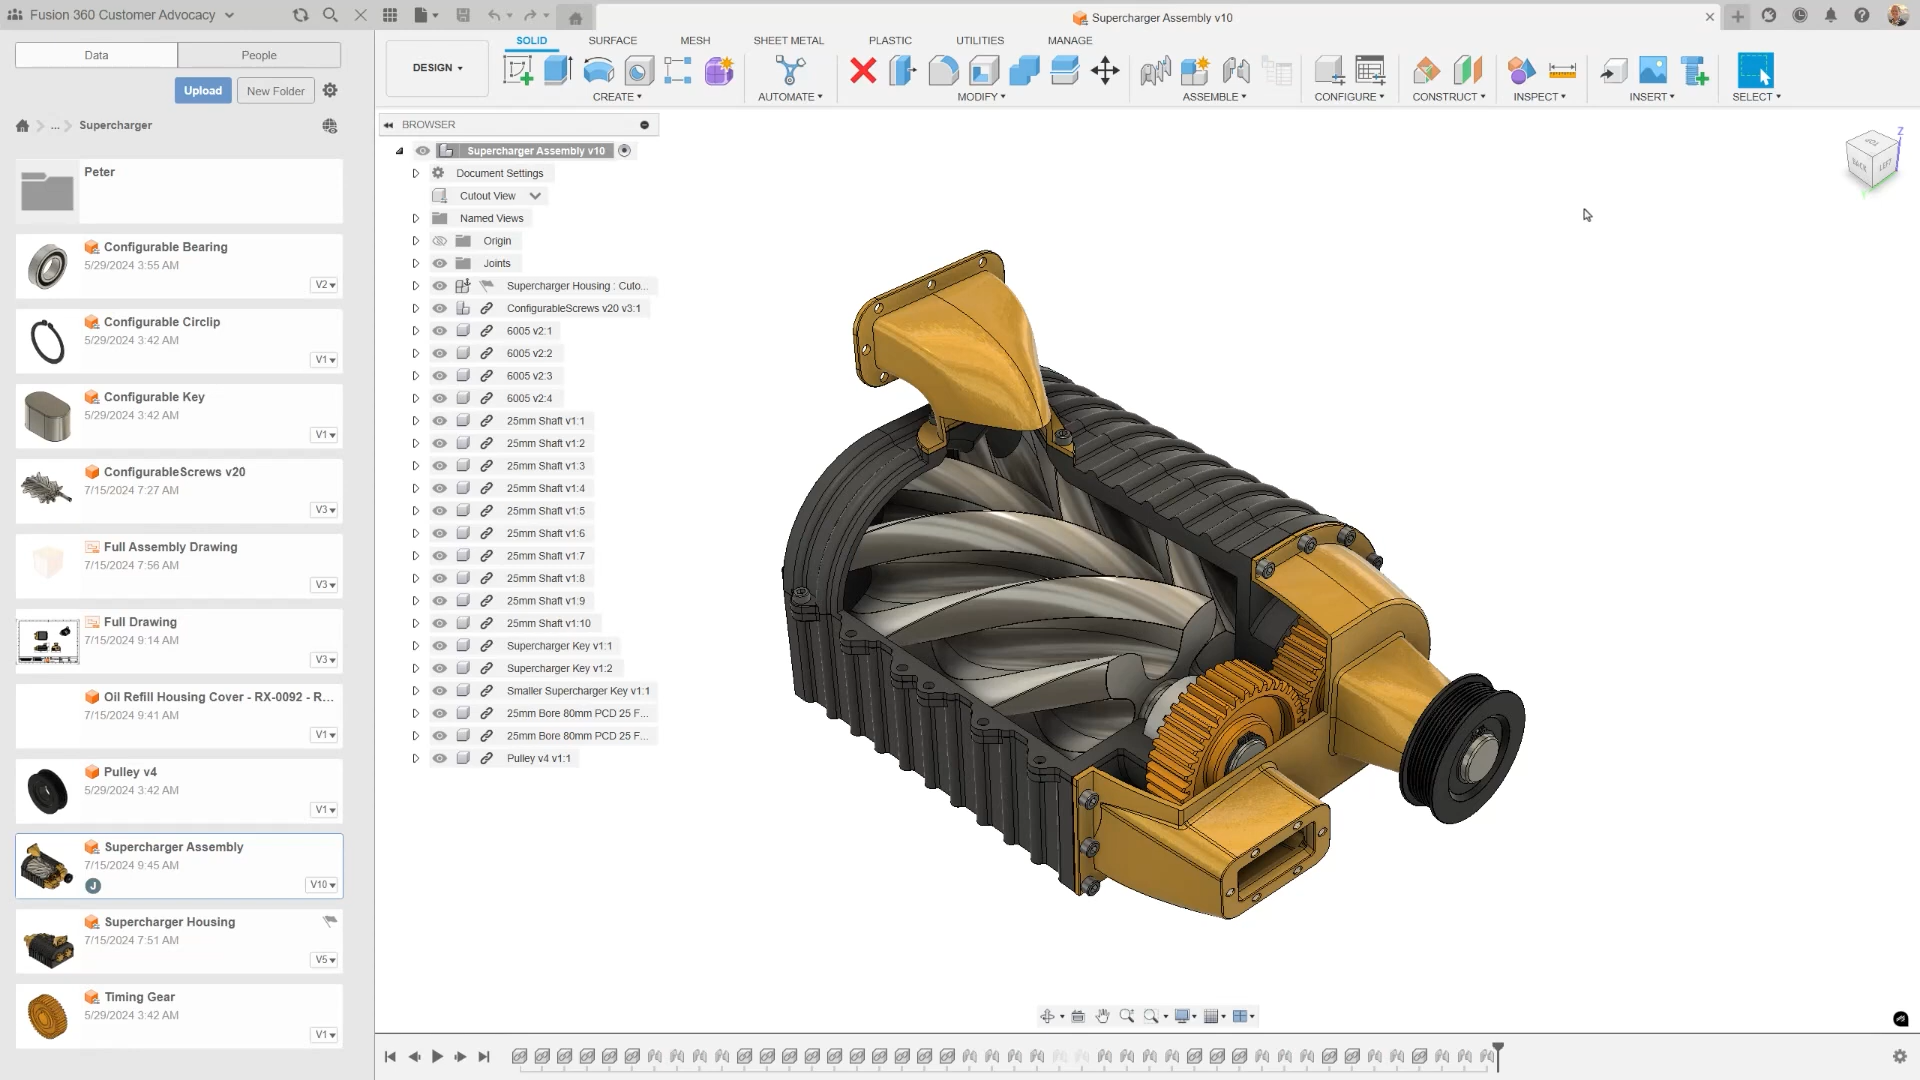 Fusion 360 Customer Advocacy
Supercharger Assembly v10
Data
People
Upload
New Folder
... Supercharger
Peter
Configurable Bearing
5/29/2024 3:55 AM
V2
Configurable Circlip
5/29/2024 3:42 AM
V1
Configurable Key
5/29/2024 3:42 AM
V1
ConfigurableScrews v20
7/15/2024 7:27 AM
V3
Full Assembly Drawing
7/15/2024 7:56 AM
V3
Full Drawing
7/15/2024 9:14 AM
V3
Oil Refill Housing Cover - RX-0092 - R...
7/15/2024 9:41 AM
V1
Pulley v4
5/29/2024 3:42 AM
V1
Supercharger Assembly
7/15/2024 9:45 AM
J
V10
Supercharger Housing
7/15/2024 7:51 AM
V5
Timing Gear
5/29/2024 3:42 AM
V1
DESIGN
SOLID
SURFACE
MESH
SHEET METAL
PLASTIC
UTILITIES
MANAGE
CREATE
AUTOMATE
MODIFY
ASSEMBLE
CONFIGURE
CONSTRUCT
INSPECT
INSERT
SELECT
BROWSER
Supercharger Assembly v10
Document Settings
Cutout View
Named Views
Origin
Joints
Supercharger Housing : Cuto...
ConfigurableScrews v20 v3:1
6005 v2:1
6005 v2:2
6005 v2:3
6005 v2:4
25mm Shaft v1:1
25mm Shaft v1:2
25mm Shaft v1:3
25mm Shaft v1:4
25mm Shaft v1:5
25mm Shaft v1:6
25mm Shaft v1:7
25mm Shaft v1:8
25mm Shaft v1:9
25mm Shaft v1:10
Supercharger Key v1:1
Supercharger Key v1:2
Smaller Supercharger Key v1:1
25mm Bore 80mm PCD 25 F...
25mm Bore 80mm PCD 25 F...
Pulley v4 v1:1
Z
TOP
BACK
LEFT